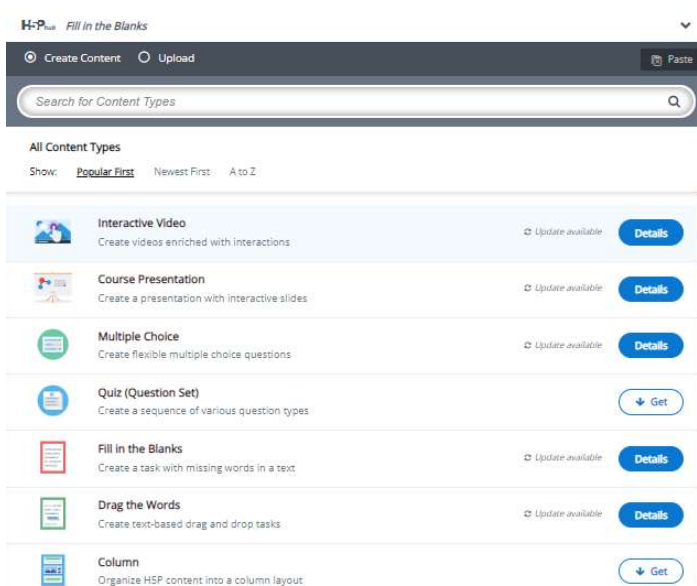 H5Phub Fill in the Blanks
Create Content Upload Paste
Search for Content Types
All Content Types
Show: Popular First Newest First A to Z
Interactive Video
Create videos enriched with interactions
Update available Details
Course Presentation
Create a presentation with interactive slides
Update available Details
Multiple Choice
Create flexible multiple choice questions
Update available Details
Quiz (Question Set)
Create a sequence of various question types
Get
Fill in the Blanks
Create a task with missing words in a text
Update available Details
Drag the Words
Create text-based drag and drop tasks
Update available Details
Column
Organize H5P content into a column layout
Get